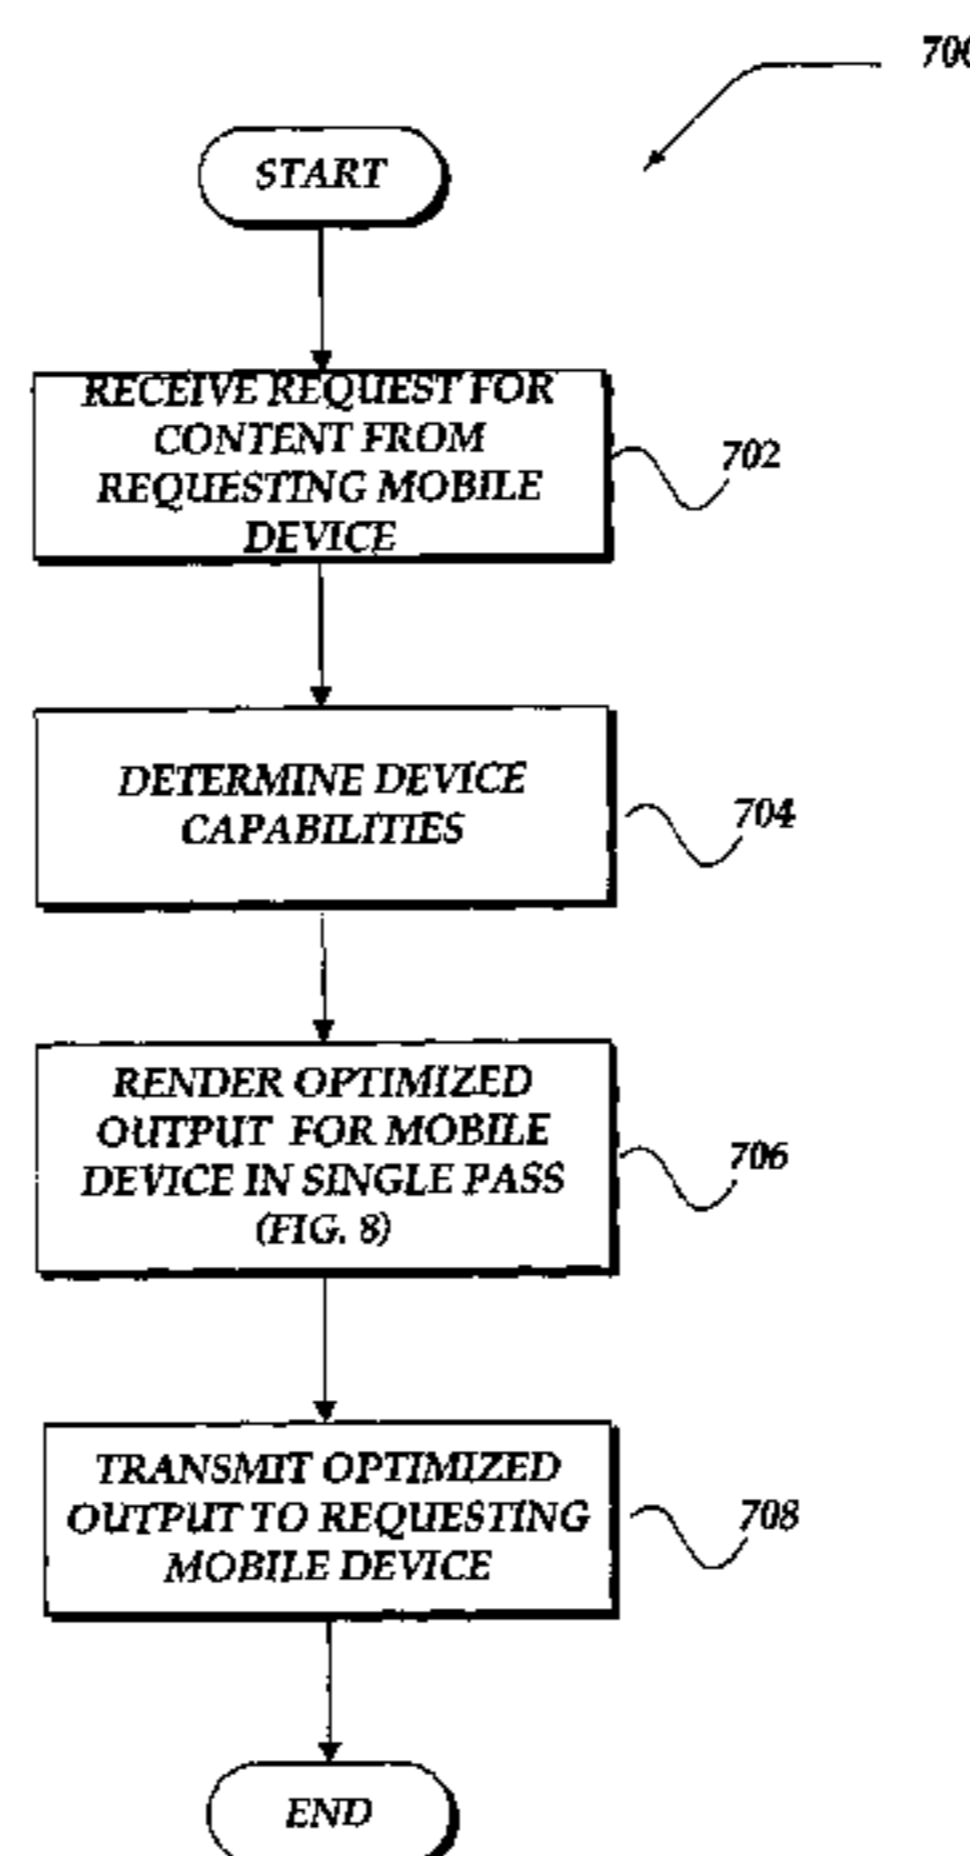 700
START
RECEIVE REQUEST FOR
CONTENT FROM
REQUESTING MOBILE
DEVICE
702
DETERMINE DEVICE
CAPABILITIES
704
RENDER OPTIMIZED
OUTPUT FOR MOBILE
DEVICE IN SINGLE PASS
(FIG. 8)
706
TRANSMIT OPTIMIZED
OUTPUT TO REQUESTING
MOBILE DEVICE
708
END